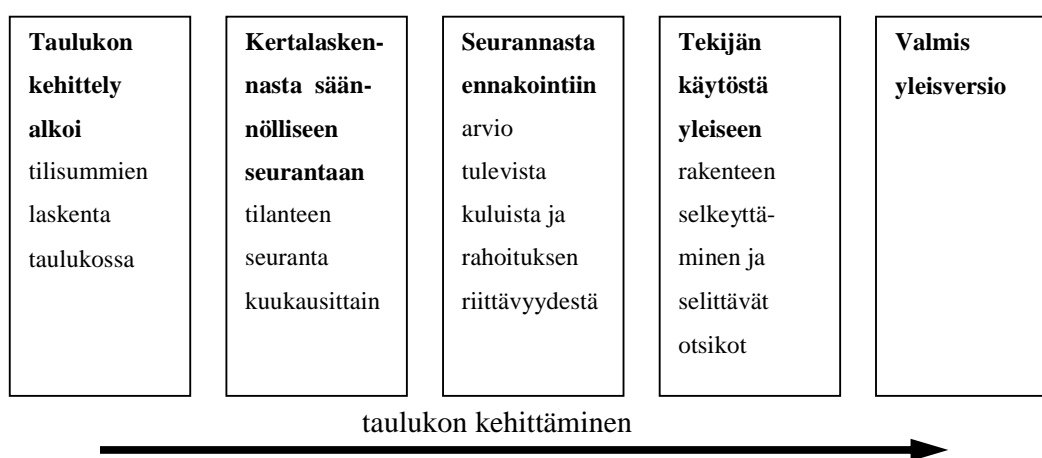 Taulukon
kehittely
alkoi
tilisummien
laskenta
taulukossa
Kertalasken-
nasta sään-
nölliseen
seurantaan
tilanteen
seuranta
kuukausittain
Seurannasta
ennakointiin
arvio
tulevista
kuluista ja
rahoituksen
riittävyydestä
Tekijän
käytöstä
yleiseen
rakenteen
selkeyttä-
minen ja
selittävät
otsikot
Valmis
yleisversio
taulukon kehittäminen